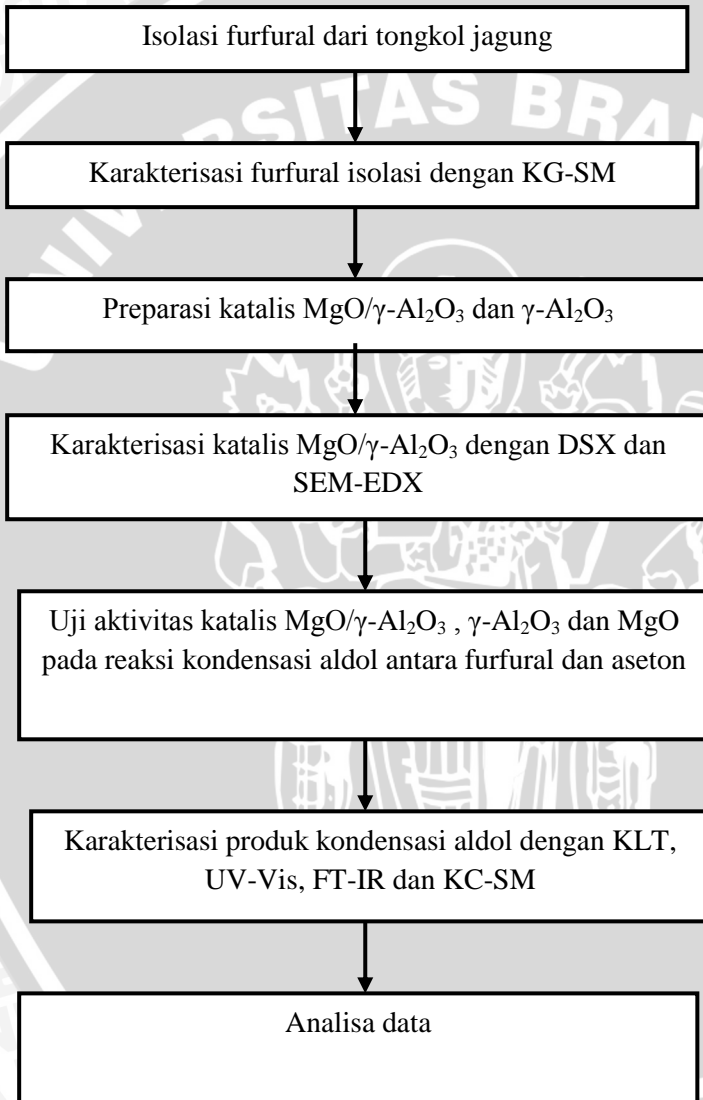 Isolasi furfural dari tongkol jagung
RSITAS BRA
Karakterisasi furfural isolasi dengan KG-SM
Preparasi katalis MgO/γ-Al₂O₃ dan γ-Al₂O₃
Karakterisasi katalis MgO/γ-Al₂O₃ dengan DSX dan
SEM-EDX
Uji aktivitas katalis MgO/γ-Al₂O₃ , γ-Al₂O₃ dan MgO
pada reaksi kondensasi aldol antara furfural dan aseton
Karakterisasi produk kondensasi aldol dengan KLT,
UV-Vis, FT-IR dan KC-SM
Analisa data